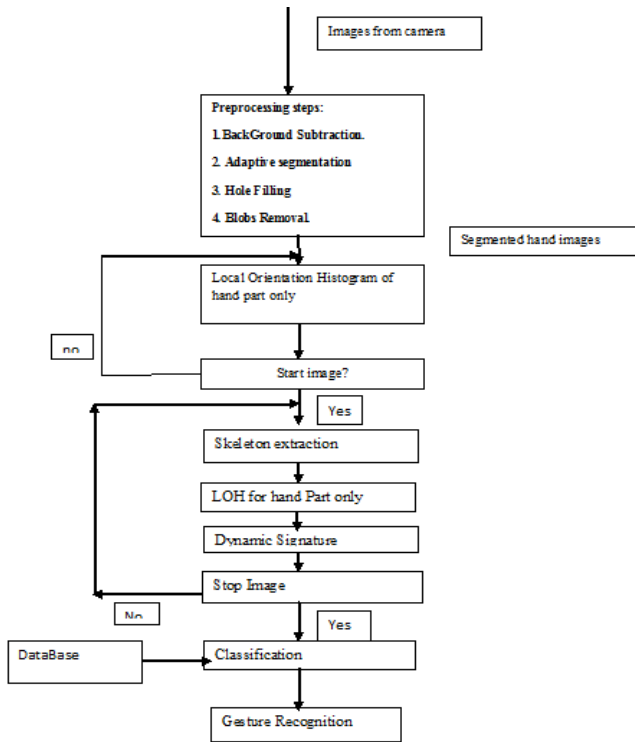 Images from camera
Preprocessing steps:
1.BackGround Subtraction.
2. Adaptive segmentation
3. Hole Filling
4. Blobs Removal.
Segmented hand images
Local Orientation Histogram of
hand part only
no
Start image?
Yes
Skeleton extraction
LOH for hand Part only
Dynamic Signature
Stop Image
No
Yes
DataBase
Classification
Gesture Recognition